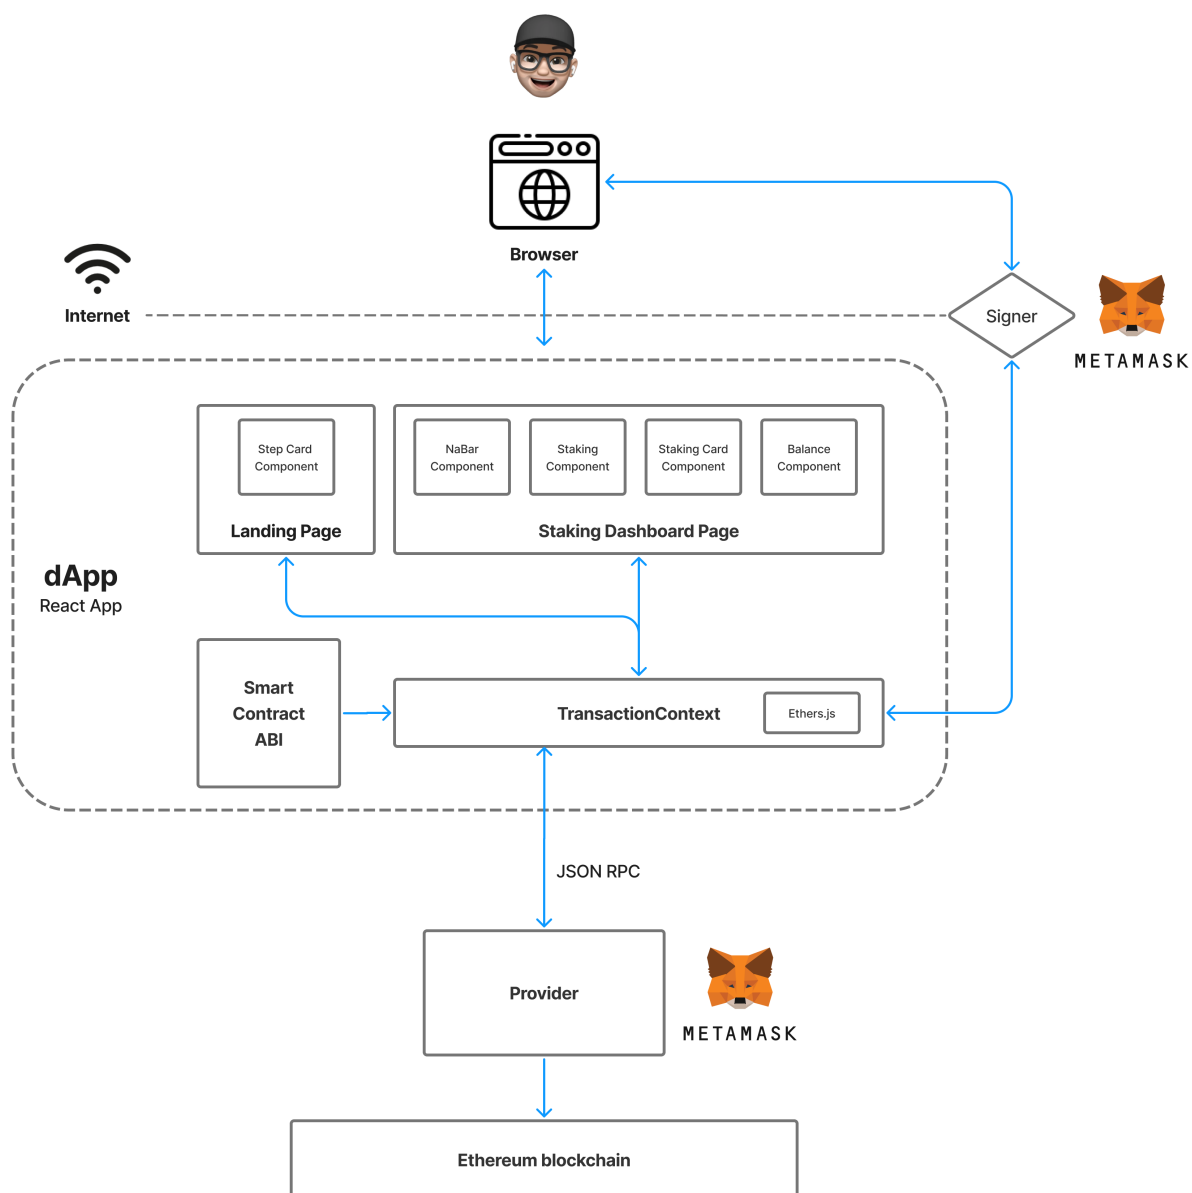 Browser
Internet
Signer
METAMASK
Step Card
Component
NaBar
Component
Staking
Component
Staking Card
Component
Balance
Component
Landing Page
Staking Dashboard Page
dApp
React App
Smart
Contract
ABI
TransactionContext
Ethers.js
JSON RPC
Provider
METAMASK
Ethereum blockchain